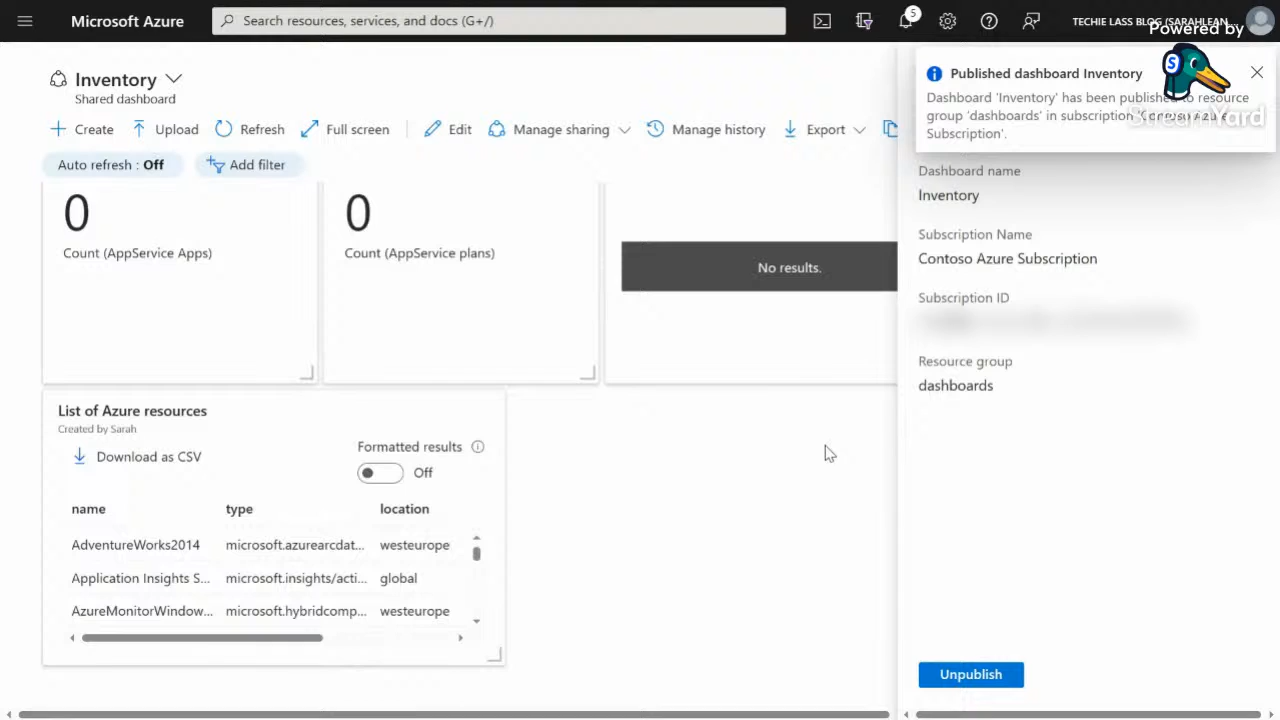 Microsoft Azure
Search resources, services, and docs (G+/)
5
TECHIE LASS BLOG (SARAHLEAN...
Powered by
StreamYard
S
Inventory
Shared dashboard
Create
Upload
Refresh
Full screen
Edit
Manage sharing
Manage history
Export
Auto refresh : Off
Add filter
0
Count (AppService Apps)
0
Count (AppService plans)
No results.
List of Azure resources
Created by Sarah
Download as CSV
Formatted results
Off
name type location
AdventureWorks2014 microsoft.azurearcdat... westeurope
Application Insights S... microsoft.insights/acti... global
AzureMonitorWindow... microsoft.hybridcomp... westeurope
Published dashboard Inventory
Dashboard 'Inventory' has been published to resource
group 'dashboards' in subscription 'Contoso Azure
Subscription'.
Dashboard name
Inventory
Subscription Name
Contoso Azure Subscription
Subscription ID
Resource group
dashboards
Unpublish